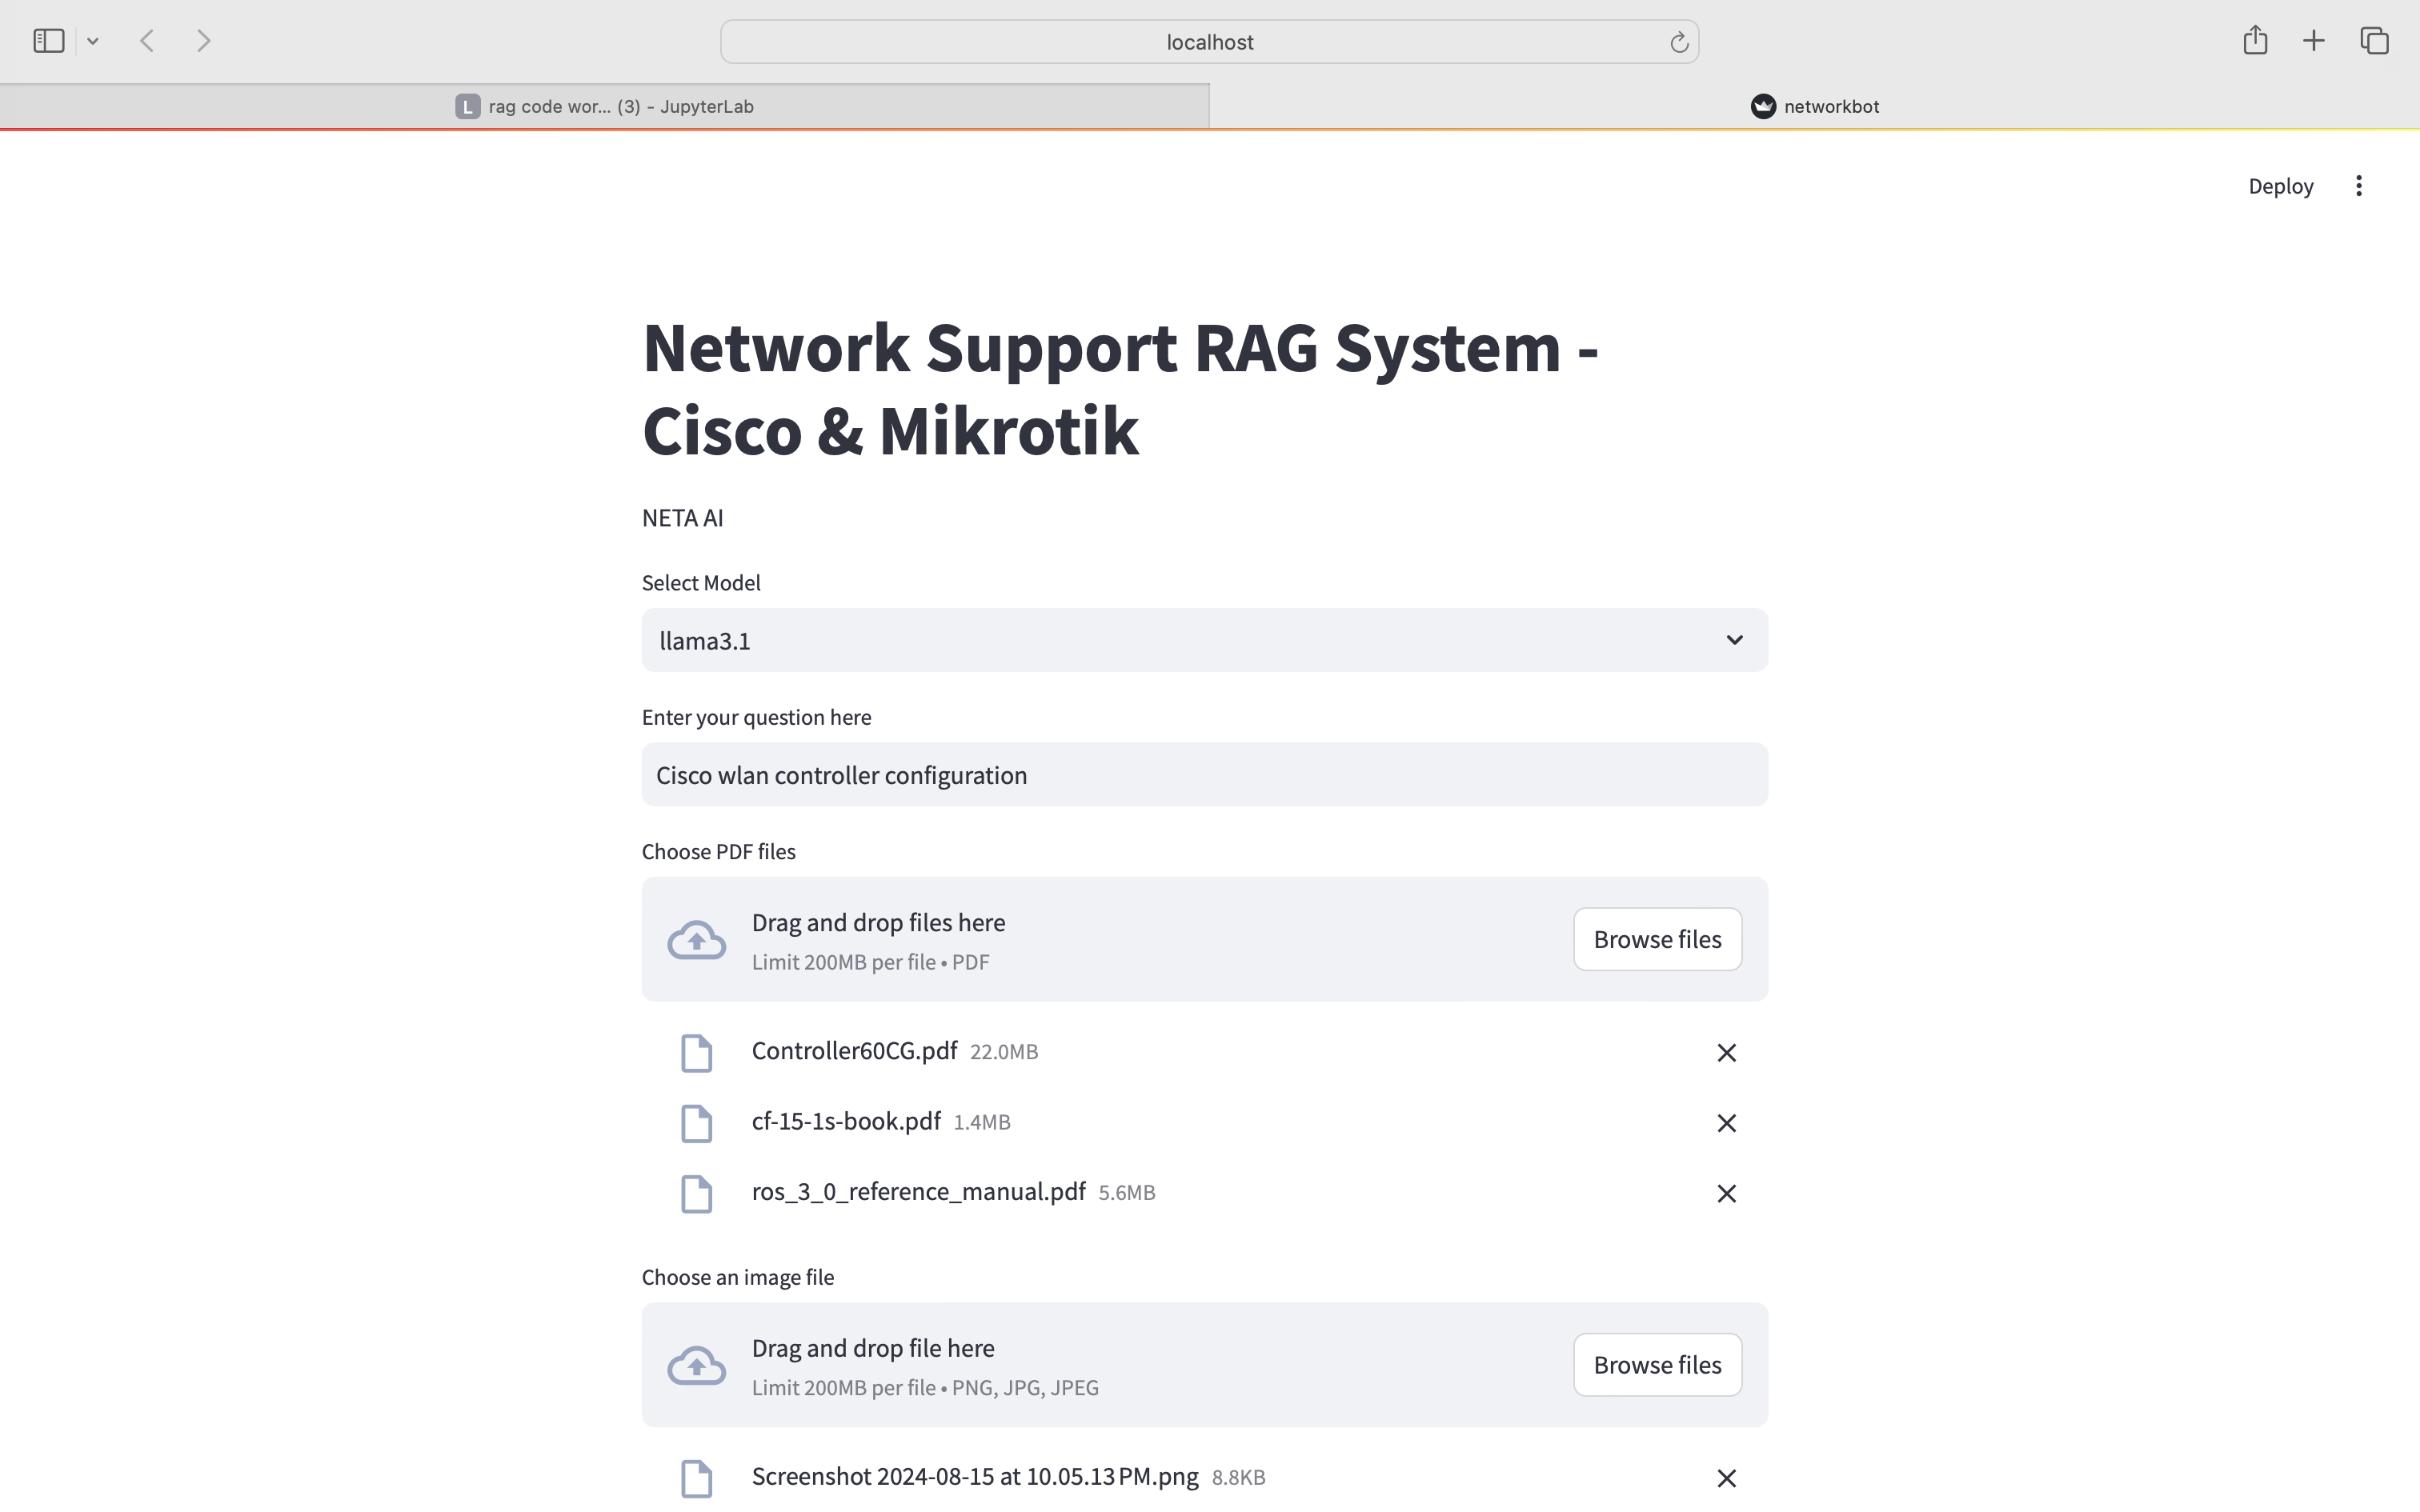 localhost
L rag code wor... (3) - JupyterLab
networkbot
Deploy
Network Support RAG System -
Cisco & Mikrotik
NETA AI
Select Model
llama3.1
Enter your question here
Cisco wlan controller configuration
Choose PDF files
Drag and drop files here
Limit 200MB per file • PDF
Browse files
Controller60CG.pdf 22.0MB
cf-15-1s-book.pdf 1.4MB
ros_3_0_reference_manual.pdf 5.6MB
Choose an image file
Drag and drop file here
Limit 200MB per file • PNG, JPG, JPEG
Browse files
Screenshot 2024-08-15 at 10.05.13 PM.png 8.8KB